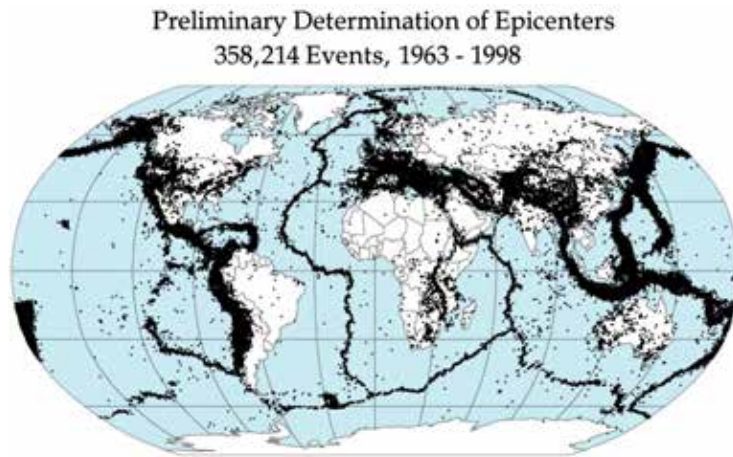 Preliminary Determination of Epicenters
358,214 Events, 1963 - 1998